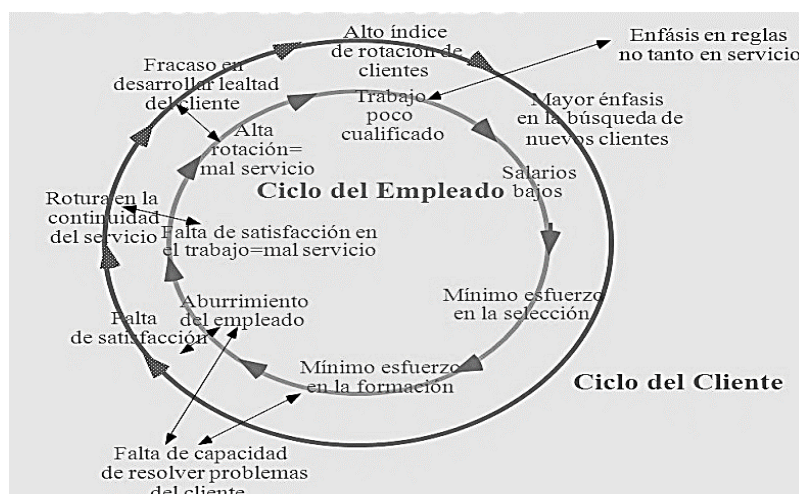 Alto índice
de rotación de
clientes
Enfásis en reglas
no tanto en servicio
Fracaso en
desarrollar lealtad
del cliente
Trabajo
poco
cualificado
Mayor énfasis
en la búsqueda de
nuevos clientes
Alta
rotación=
mal servicio
Salarios
bajos
Ciclo del Empleado
Rotura en la
continuidad
del servicio
Falta de satisfacción en
el trabajo=mal servicio
Mínimo esfuerzo
en la selección
Aburrimiento
del empleado
Falta
de satisfacción
Mínimo esfuerzo
en la formación
Ciclo del Cliente
Falta de capacidad
de resolver problemas
del cliente